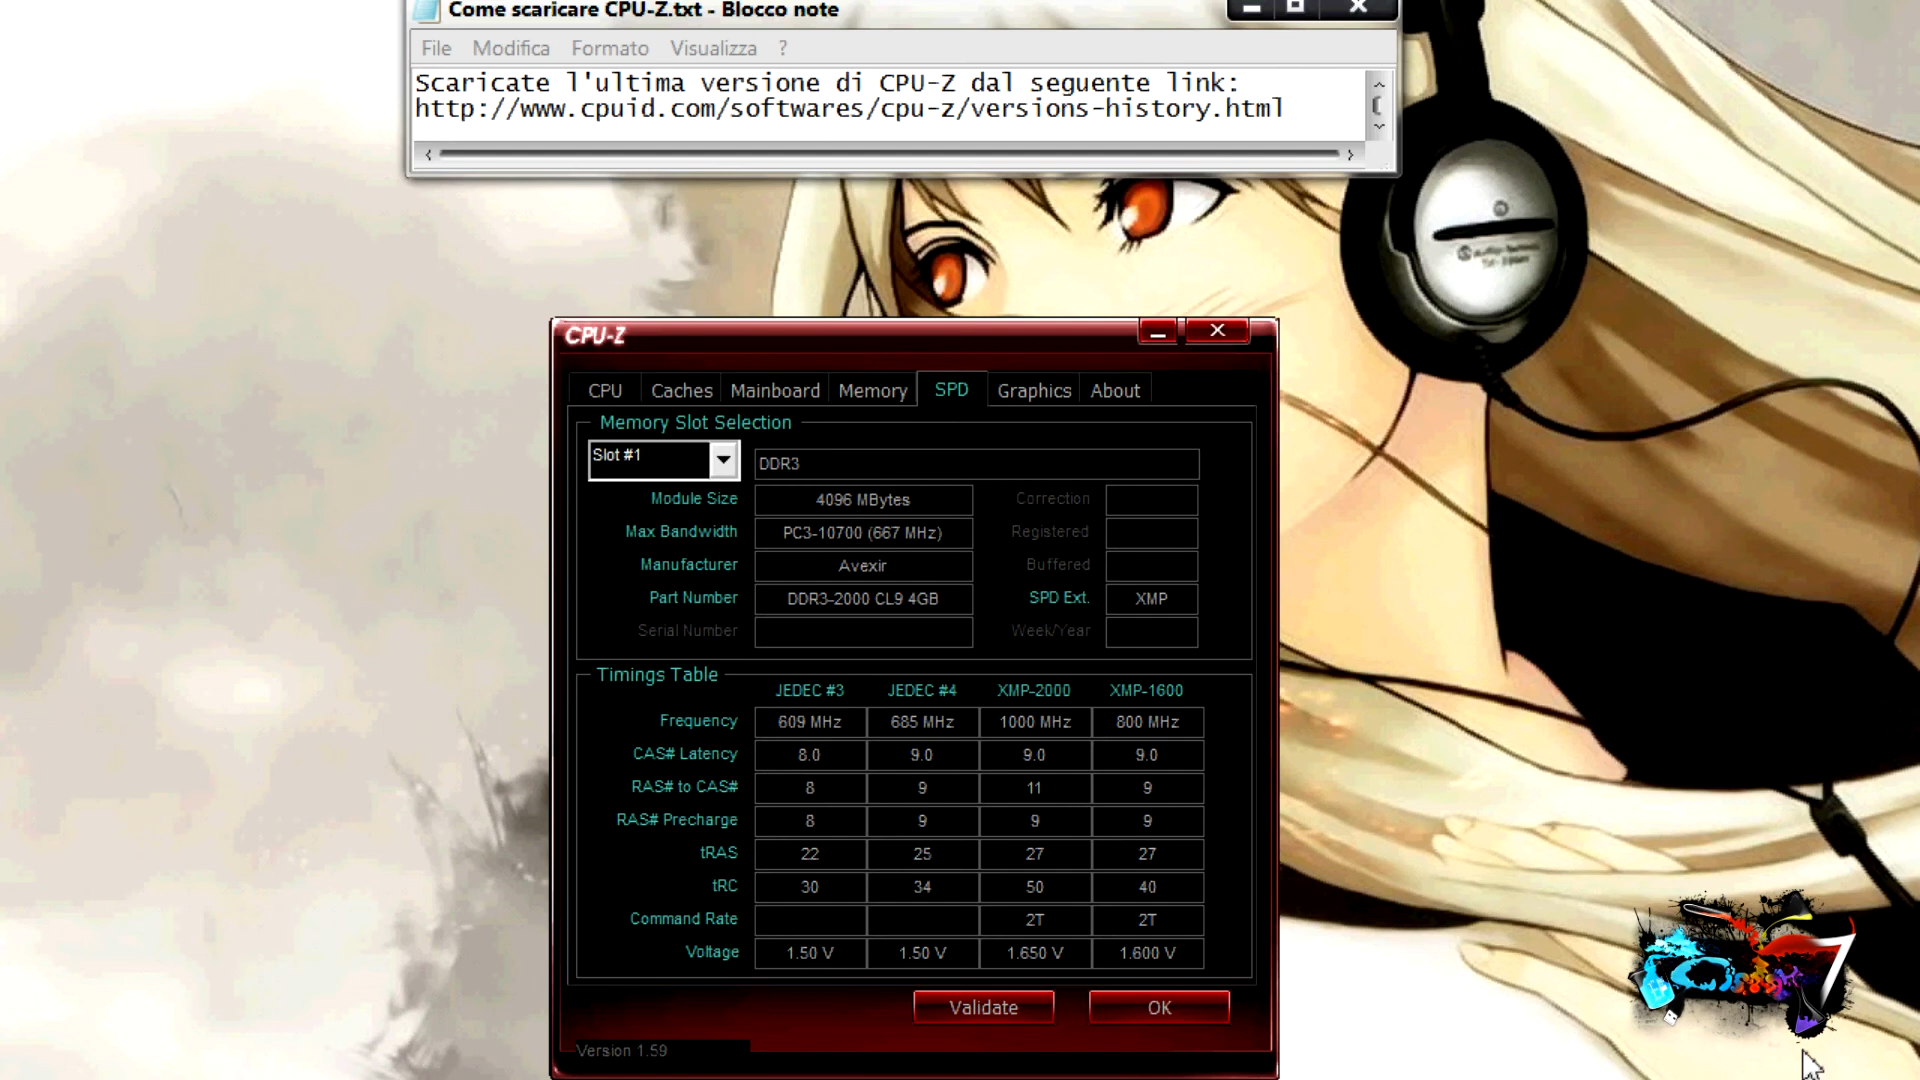 Come scaricare CPU-Z.txt - Blocco note
File Modifica Formato Visualizza ?
Scaricate l'ultima versione di CPU-Z dal seguente link:
http://www.cpuid.com/softwares/cpu-z/versions-history.html
CPU-Z
CPU Caches Mainboard Memory SPD Graphics About
Memory Slot Selection
Slot #1 DDR3
Module Size 4096 MBytes Correction
Max Bandwidth PC3-10700 (667 MHz) Registered
Manufacturer Avexir Buffered
Part Number DDR3-2000 CL9 4GB SPD Ext. XMP
Serial Number Week/Year
Timings Table
JEDEC #3 JEDEC #4 XMP-2000 XMP-1600
Frequency 609 MHz 685 MHz 1000 MHz 800 MHz
CAS# Latency 8.0 9.0 9.0 9.0
RAS# to CAS# 8 9 11 9
RAS# Precharge 8 9 9 9
tRAS 22 25 27 27
tRC 30 34 50 40
Command Rate 2T 2T
Voltage 1.50 V 1.50 V 1.650 V 1.600 V
Validate OK
Version 1.59